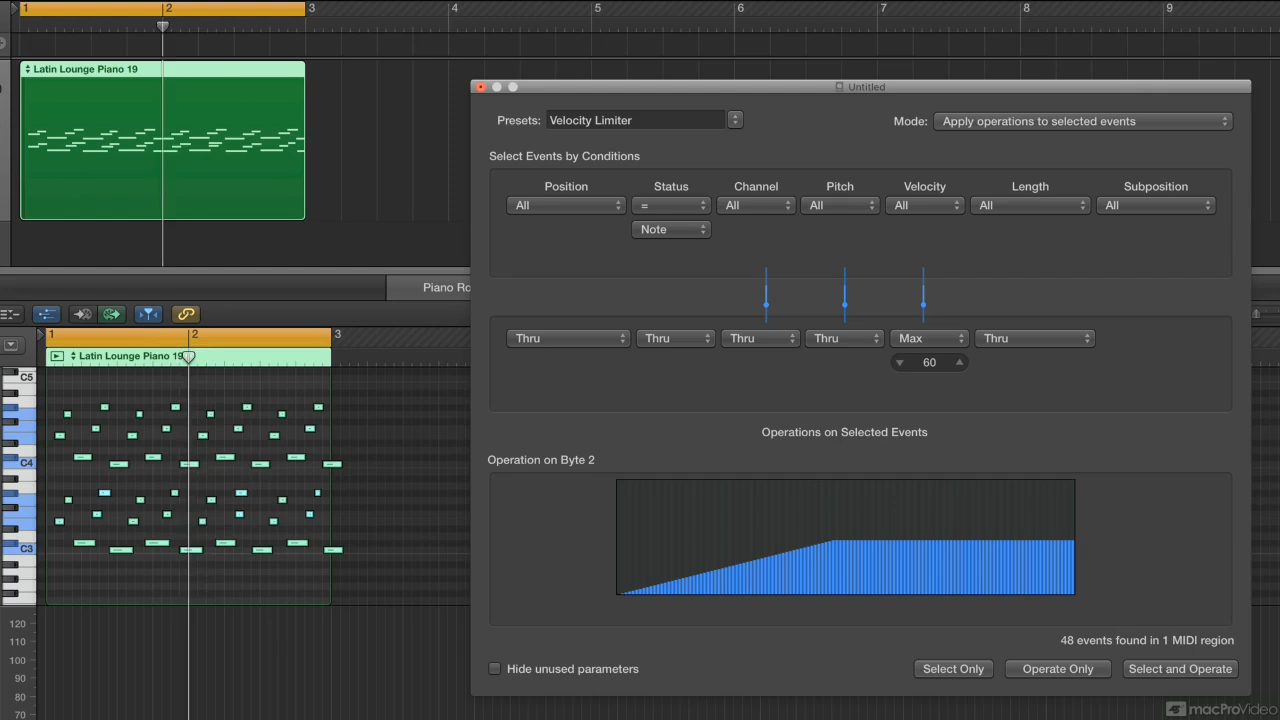 1 2 3 4 5 6 7 8 9
Latin Lounge Piano 19
Untitled
Presets: Velocity Limiter
Mode: Apply operations to selected events
Select Events by Conditions
Position Status Channel Pitch Velocity Length Subposition
All = All All All All All
Note
Piano Ro
Thru Thru Thru Thru Max Thru
60
1 2 3
Latin Lounge Piano 19
C5
C4
C3
Operations on Selected Events
Operation on Byte 2
120
110
100
90
80
70
48 events found in 1 MIDI region
Hide unused parameters
Select Only Operate Only Select and Operate
macProVideo